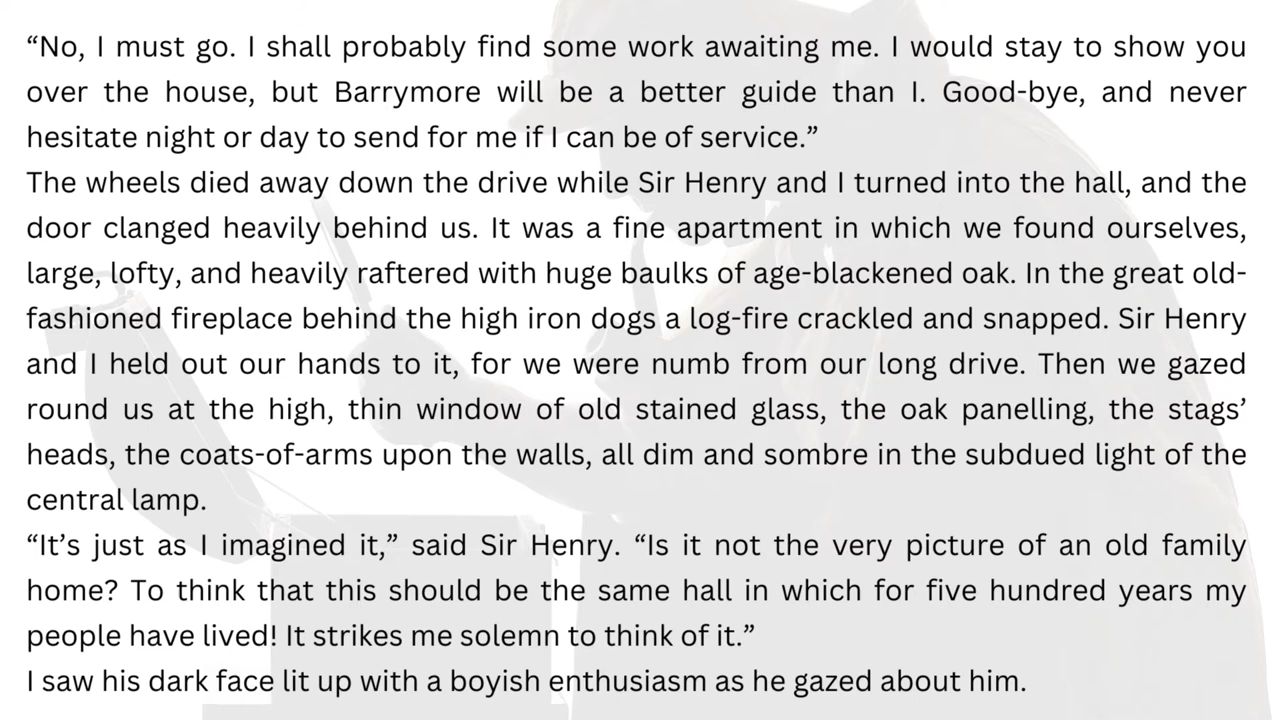 “No, I must go. I shall probably find some work awaiting me. I would stay to show you
over the house, but Barrymore will be a better guide than I. Good-bye, and never
hesitate night or day to send for me if I can be of service.”
The wheels died away down the drive while Sir Henry and I turned into the hall, and the
door clanged heavily behind us. It was a fine apartment in which we found ourselves,
large, lofty, and heavily raftered with huge baulks of age-blackened oak. In the great old-
fashioned fireplace behind the high iron dogs a log-fire crackled and snapped. Sir Henry
and I held out our hands to it, for we were numb from our long drive. Then we gazed
round us at the high, thin window of old stained glass, the oak panelling, the stags’
heads, the coats-of-arms upon the walls, all dim and sombre in the subdued light of the
central lamp.
“It’s just as I imagined it,” said Sir Henry. “Is it not the very picture of an old family
home? To think that this should be the same hall in which for five hundred years my
people have lived! It strikes me solemn to think of it.”
I saw his dark face lit up with a boyish enthusiasm as he gazed about him.